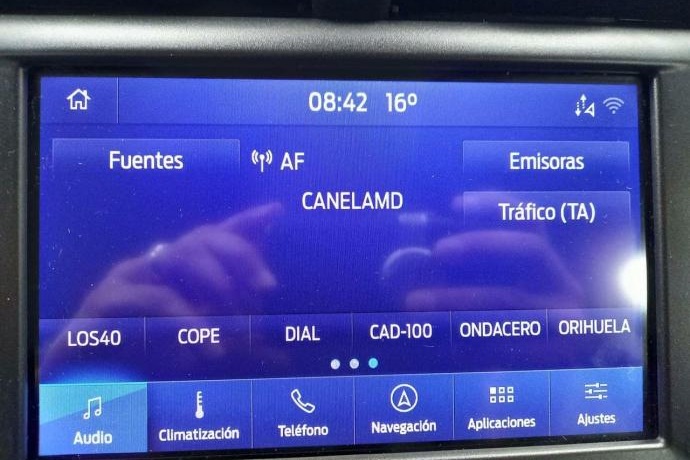 08:42 16º
Fuentes
AF
Emisoras
CANELAMD
Tráfico (TA)
LOS40 COPE DIAL CAD-100 ONDACERO ORIHUELA
Audio Climatización Teléfono Navegación Aplicaciones Ajustes